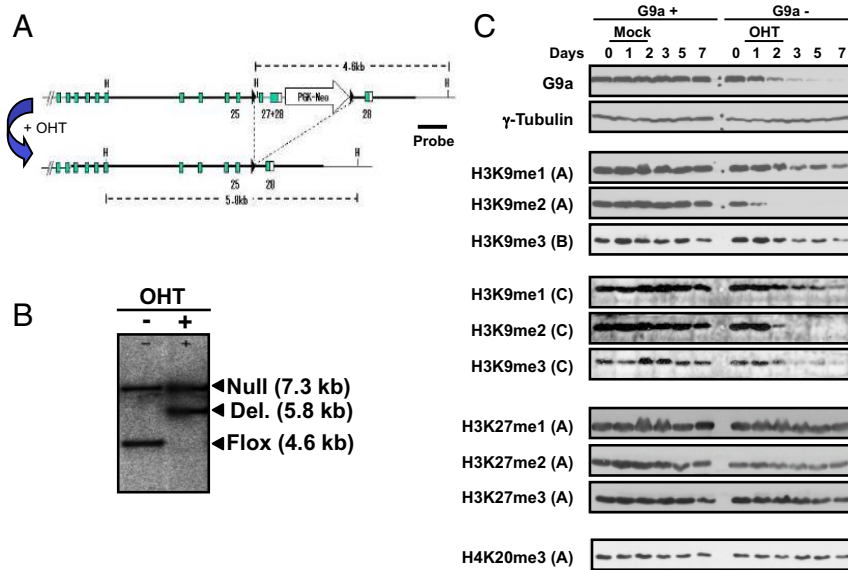 A
H
H
4.6kb
H
PGK-Neo
25
27+28
28
+ OHT
Probe
H
H
25
28
5.8kb
B
OHT
- +
- +
Null (7.3 kb)
Del. (5.8 kb)
Flox (4.6 kb)
C
G9a + G9a -
Mock OHT
Days 0 1 2 3 5 7 0 1 2 3 5 7
G9a
γ-Tubulin
H3K9me1 (A)
H3K9me2 (A)
H3K9me3 (B)
H3K9me1 (C)
H3K9me2 (C)
H3K9me3 (C)
H3K27me1 (A)
H3K27me2 (A)
H3K27me3 (A)
H4K20me3 (A)